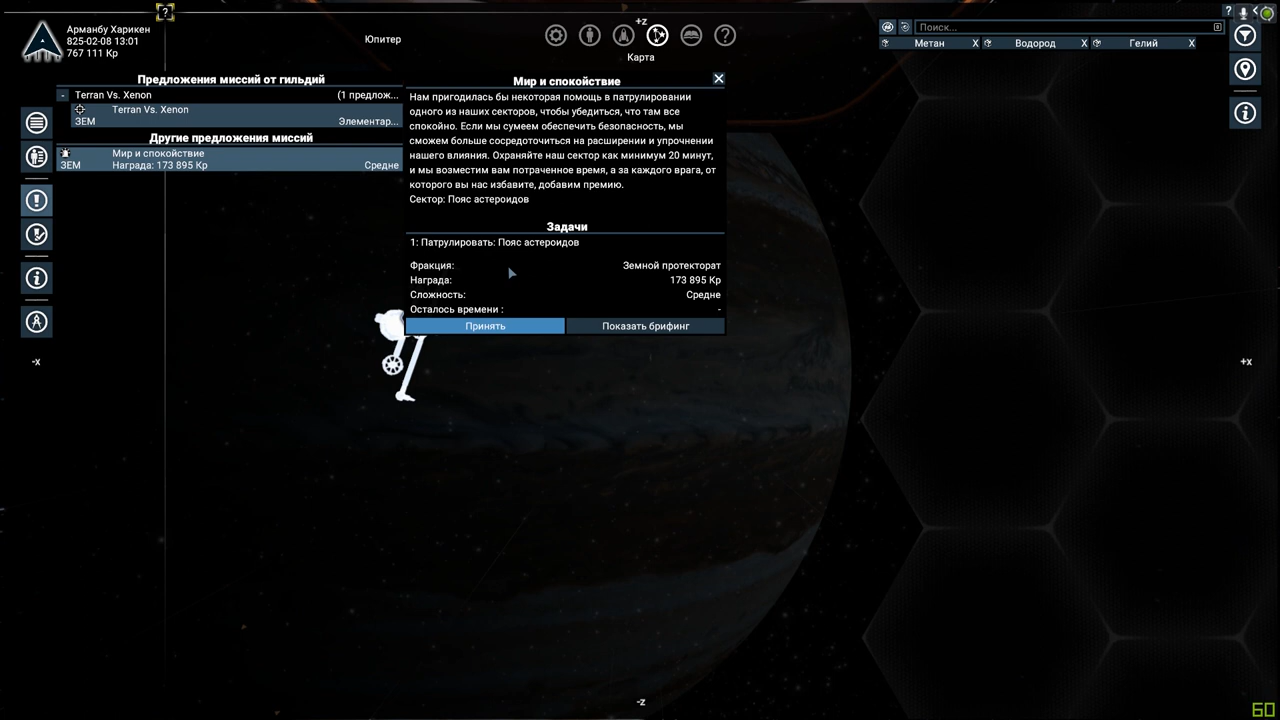 Арманбу Харикен
825-02-08 13:01
767 111 Кр
?
Юпитер
+z
?
Карта
?
Поиск...
Метан X
Водород X
Гелий X
Предложения миссий от гильдий
- Terran Vs. Xenon (1 предлож...
Terran Vs. Xenon
ЗЕМ Элементар...
Другие предложения миссий
Мир и спокойствие
ЗЕМ Награда: 173 895 Кр Средне
Мир и спокойствие
Нам пригодилась бы некоторая помощь в патрулировании
одного из наших секторов, чтобы убедиться, что там все
спокойно. Если мы сумеем обеспечить безопасность, мы
сможем больше сосредоточиться на расширении и упрочнении
нашего влияния. Охраняйте наш сектор как минимум 20 минут,
и мы возместим вам потраченное время, а за каждого врага, от
которого вы нас избавите, добавим премию.
Сектор: Пояс астероидов
Задачи
1: Патрулировать: Пояс астероидов
Фракция: Земной протекторат
Награда: 173 895 Кр
Сложность: Средне
Осталось времени : -
Принять
Показать брифинг
-x
+x
-z
60